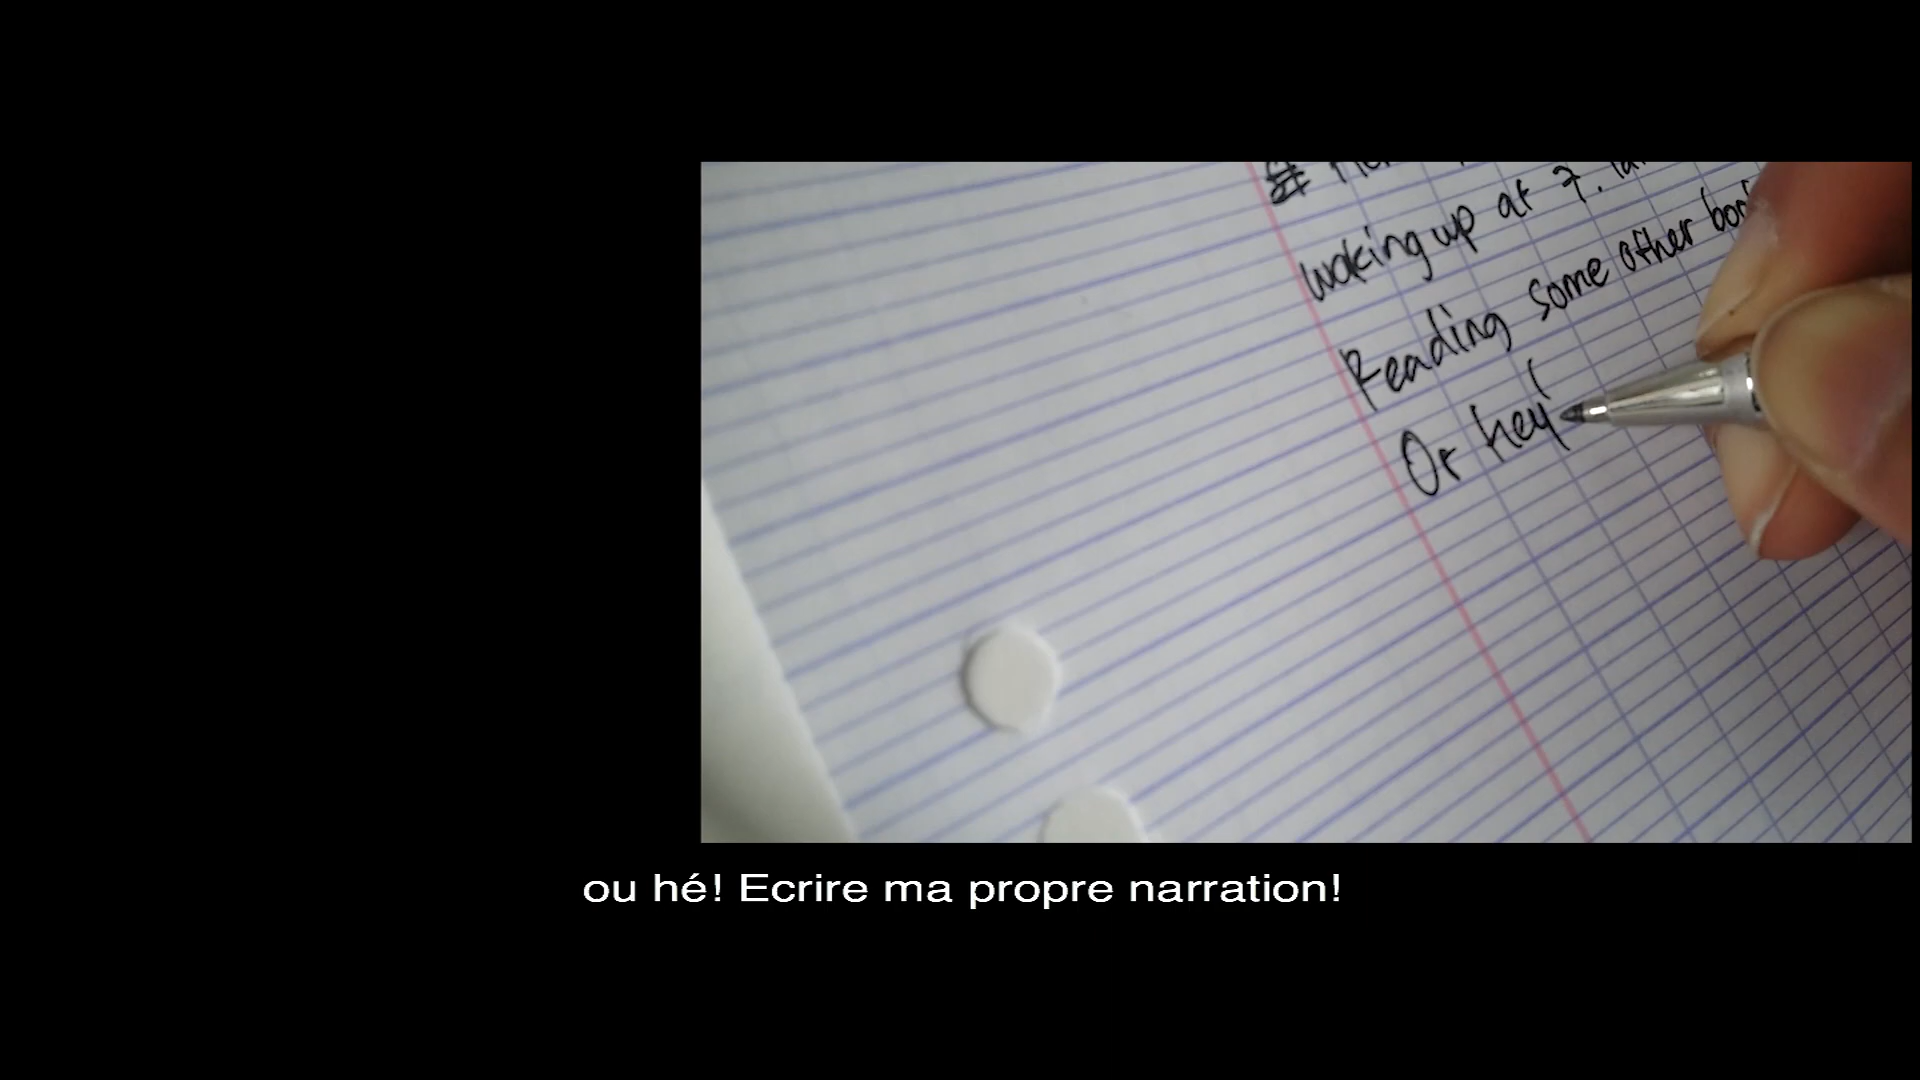 waking up at 7.
Reading some other
Or hey
ou hé! Ecrire ma propre narration!